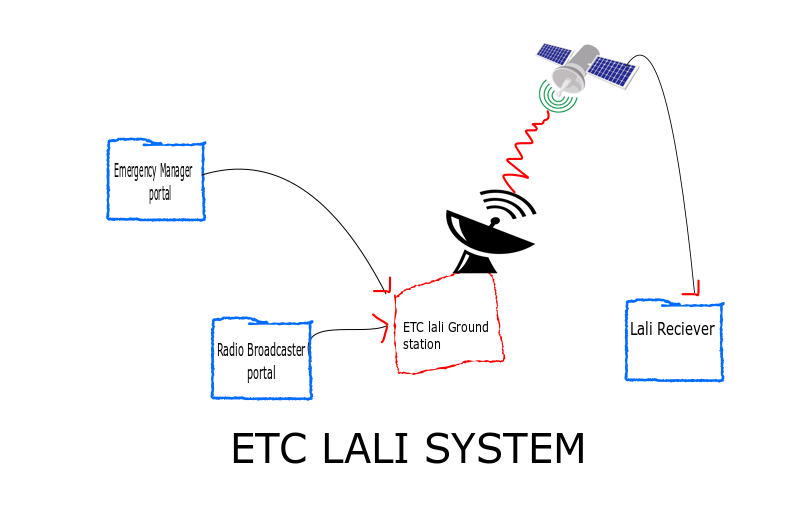 Emergency Manager
portal
Radio Broadcaster
portal
ETC lali Ground
station
Lali Reciever
ETC LALI SYSTEM